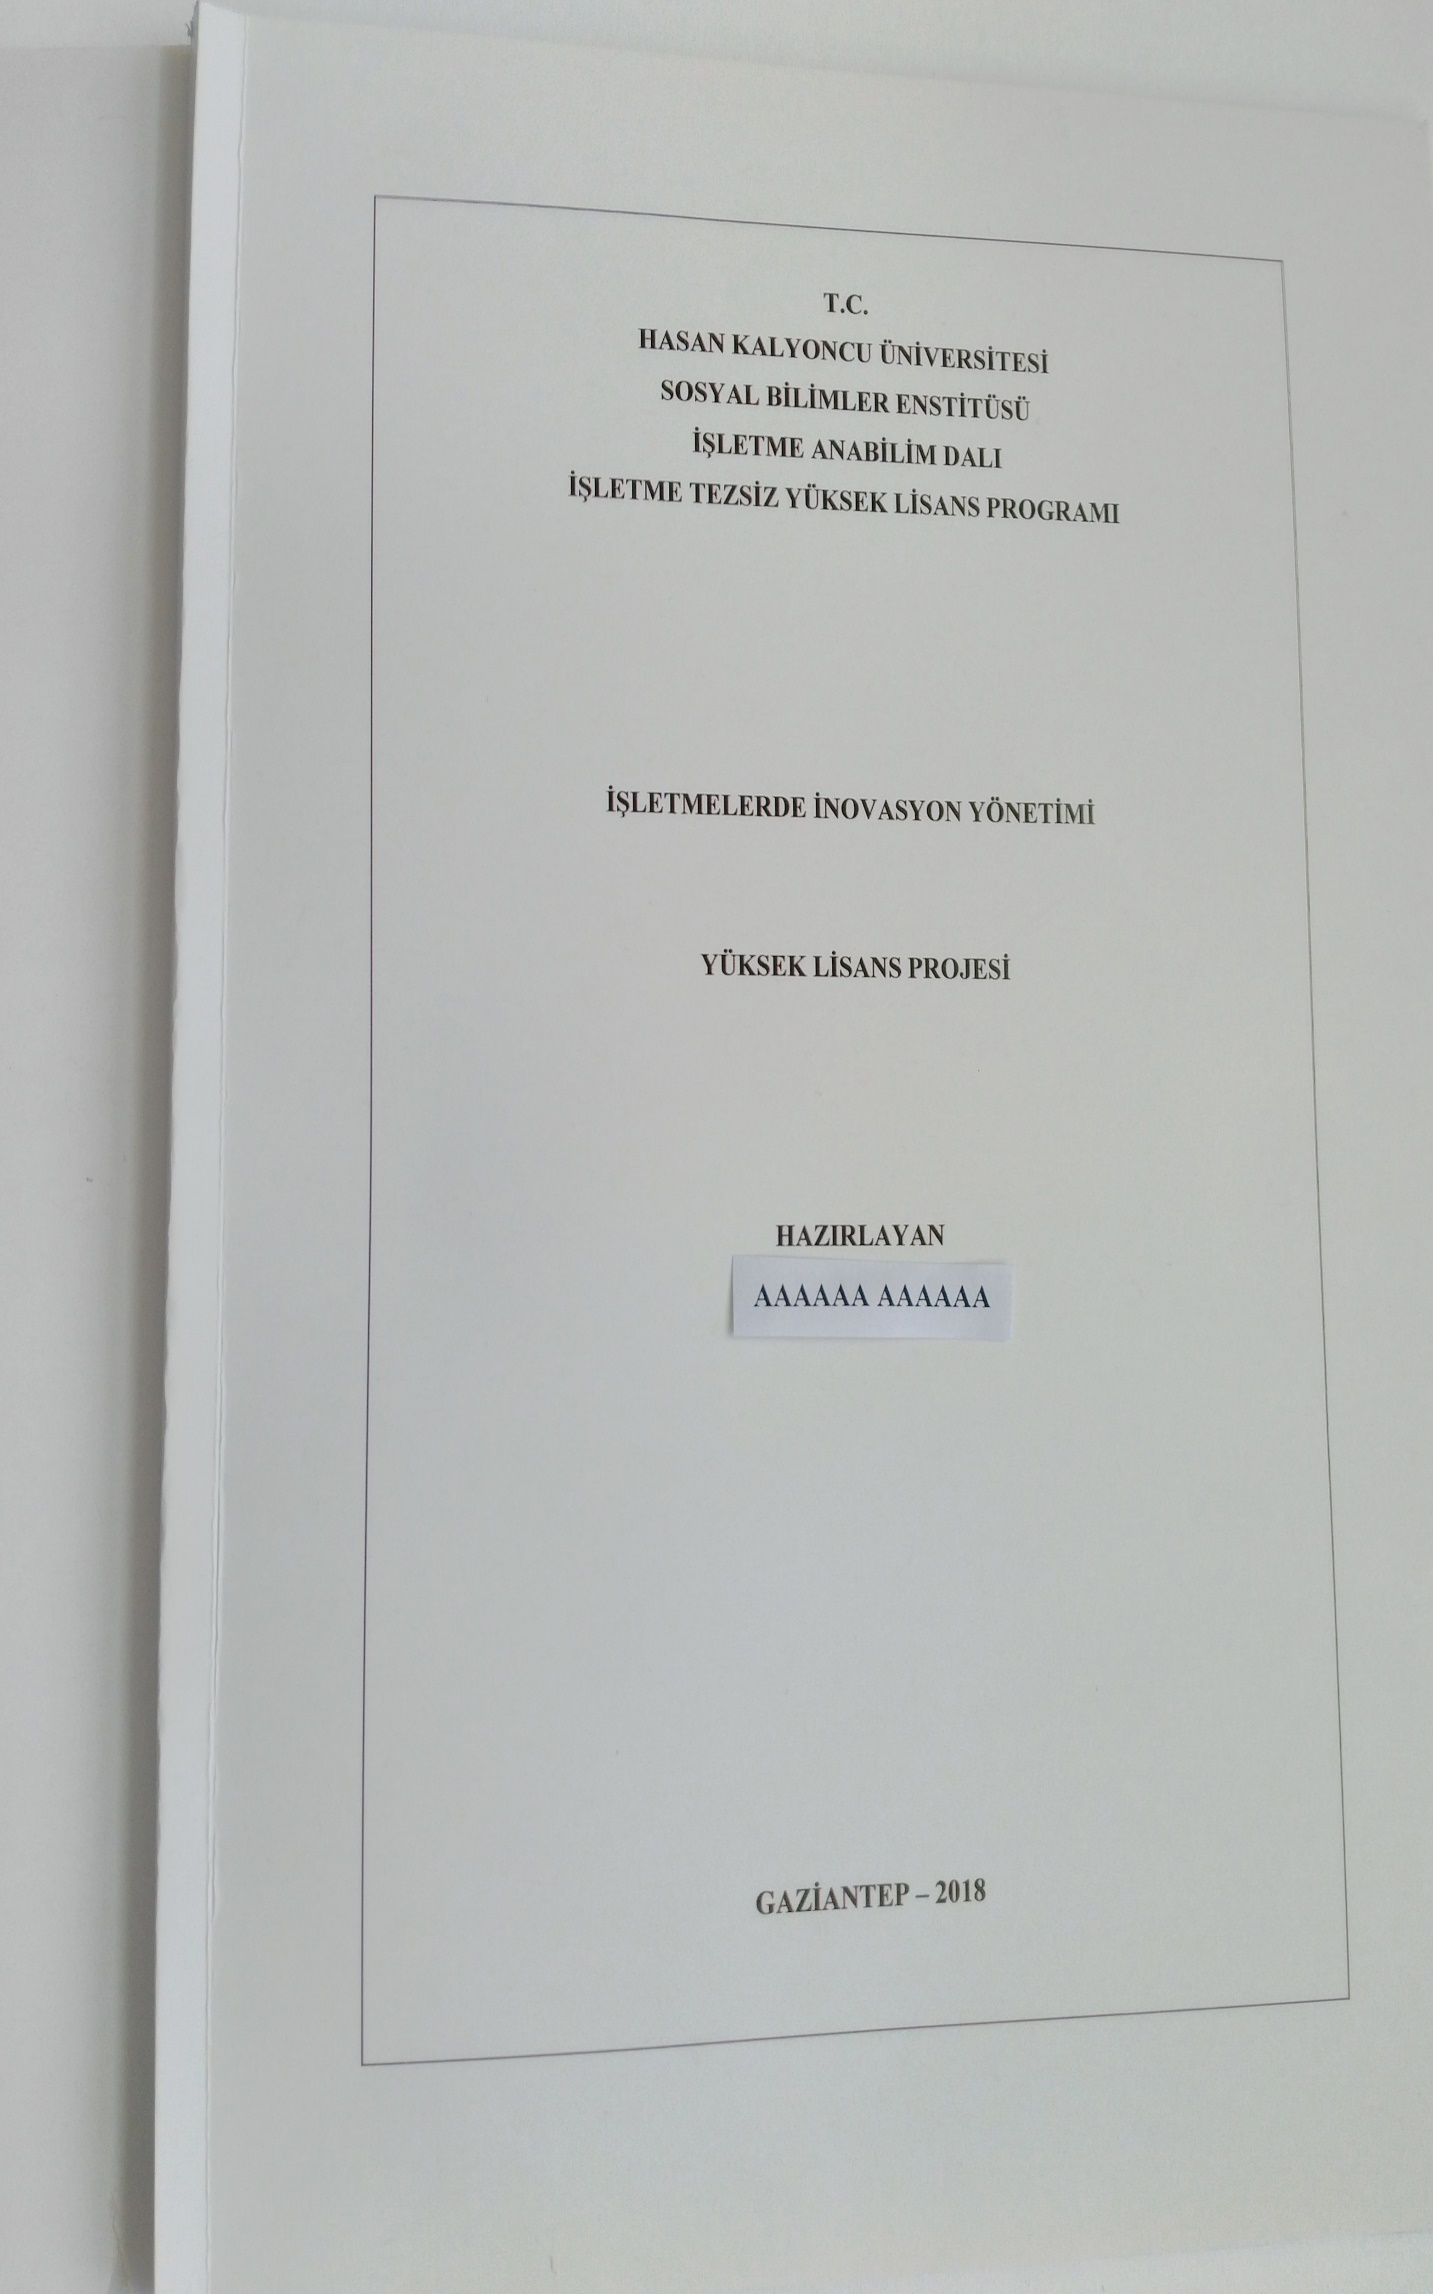 T.C.
HASAN KALYONCU ÜNİVERSİTESİ
SOSYAL BİLİMLER ENSTİTÜSÜ
İŞLETME ANABİLİM DALI
İŞLETME TEZSİZ YÜKSEK LİSANS PROGRAMI
İŞLETMELERDE İNOVASYON YÖNETİMİ
YÜKSEK LİSANS PROJESİ
HAZIRLAYAN
AAAAAA AAAAAA
GAZİANTEP – 2018